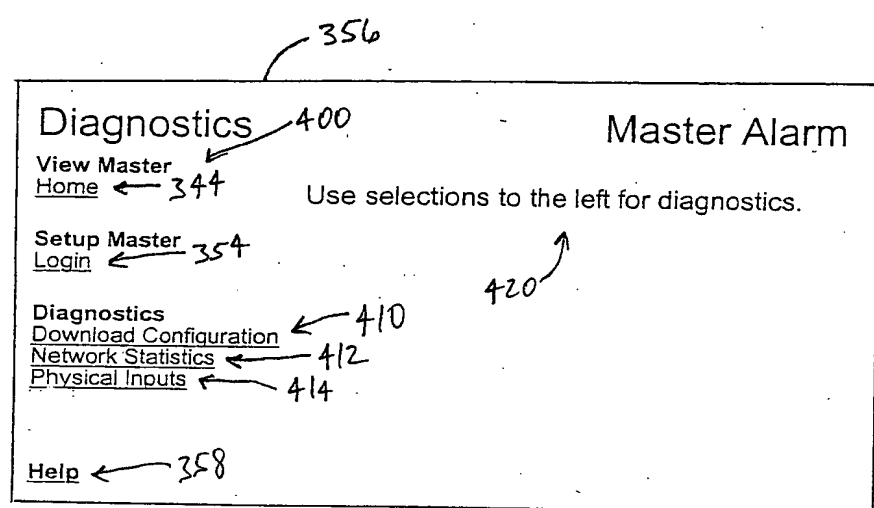 356
Diagnostics 400 Master Alarm
View Master
Home 344
Use selections to the left for diagnostics.
Setup Master
Login 354
420
Diagnostics
Download Configuration 410
Network Statistics 412
Physical Inputs 414
Help 358